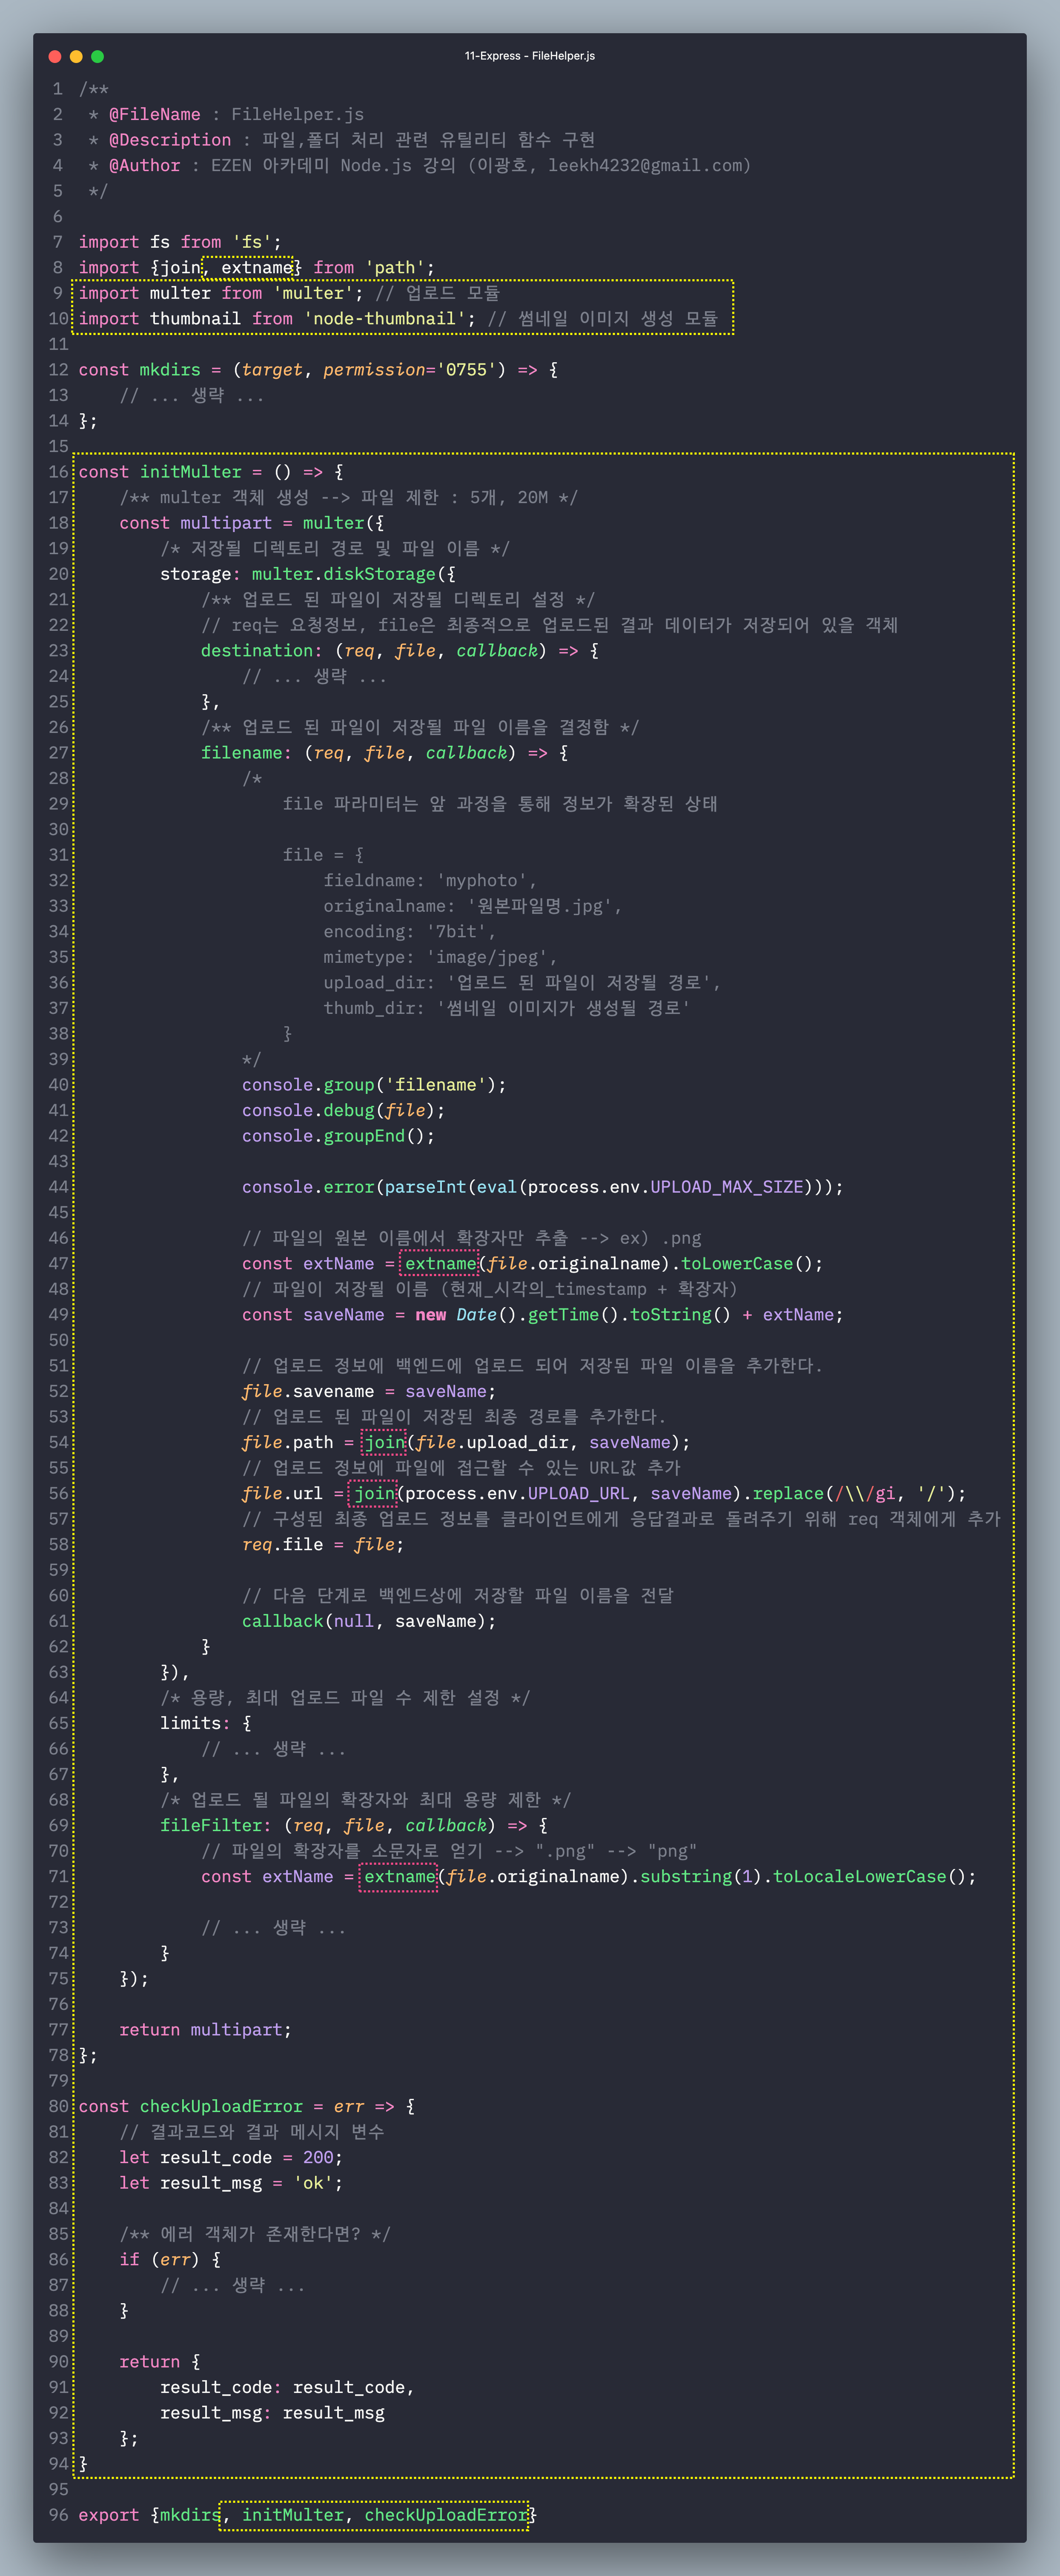 11-Express - FileHelper.js
1 /**
2  * @FileName : FileHelper.js
3  * @Description : 파일,폴더 처리 관련 유틸리티 함수 구현
4  * @Author : EZEN 아카데미 Node.js 강의 (이광호, leekh4232@gmail.com)
5  */
6
7 import fs from 'fs';
8 import {join, extname} from 'path';
9 import multer from 'multer'; // 업로드 모듈
10 import thumbnail from 'node-thumbnail'; // 썸네일 이미지 생성 모듈
11
12 const mkdirs = (target, permission='0755') => {
13     // ... 생략 ...
14 };
15
16 const initMulter = () => {
17     /** multer 객체 생성 --> 파일 제한 : 5개, 20M */
18     const multipart = multer({
19         /* 저장될 디렉토리 경로 및 파일 이름 */
20         storage: multer.diskStorage({
21             /** 업로드 된 파일이 저장될 디렉토리 설정 */
22             // req는 요청정보, file은 최종적으로 업로드된 결과 데이터가 저장되어 있을 객체
23             destination: (req, file, callback) => {
24                 // ... 생략 ...
25             },
26             /** 업로드 된 파일이 저장될 파일 이름을 결정함 */
27             filename: (req, file, callback) => {
28                 /*
29                     file 파라미터는 앞 과정을 통해 정보가 확장된 상태
30
31                     file = {
32                         fieldname: 'myphoto',
33                         originalname: '원본파일명.jpg',
34                         encoding: '7bit',
35                         mimetype: 'image/jpeg',
36                         upload_dir: '업로드 된 파일이 저장될 경로',
37                         thumb_dir: '썸네일 이미지가 생성될 경로'
38                     }
39                 */
40                 console.group('filename');
41                 console.debug(file);
42                 console.groupEnd();
43
44                 console.error(parseInt(eval(process.env.UPLOAD_MAX_SIZE)));
45
46                 // 파일의 원본 이름에서 확장자만 추출 --> ex) .png
47                 const extName = extname(file.originalname).toLowerCase();
48                 // 파일이 저장될 이름 (현재_시각의_timestamp + 확장자)
49                 const saveName = new Date().getTime().toString() + extName;
50
51                 // 업로드 정보에 백엔드에 업로드 되어 저장된 파일 이름을 추가한다.
52                 file.savename = saveName;
53                 // 업로드 된 파일이 저장된 최종 경로를 추가한다.
54                 file.path = join(file.upload_dir, saveName);
55                 // 업로드 정보에 파일에 접근할 수 있는 URL값 추가
56                 file.url = join(process.env.UPLOAD_URL, saveName).replace(/\\/gi, '/');
57                 // 구성된 최종 업로드 정보를 클라이언트에게 응답결과로 돌려주기 위해 req 객체에게 추가
58                 req.file = file;
59
60                 // 다음 단계로 백엔드상에 저장할 파일 이름을 전달
61                 callback(null, saveName);
62             }
63         }),
64         /* 용량, 최대 업로드 파일 수 제한 설정 */
65         limits: {
66             // ... 생략 ...
67         },
68         /* 업로드 될 파일의 확장자와 최대 용량 제한 */
69         fileFilter: (req, file, callback) => {
70             // 파일의 확장자를 소문자로 얻기 --> ".png" --> "png"
71             const extName = extname(file.originalname).substring(1).toLocaleLowerCase();
72
73             // ... 생략 ...
74         }
75     });
76
77     return multipart;
78 };
79
80 const checkUploadError = err => {
81     // 결과코드와 결과 메시지 변수
82     let result_code = 200;
83     let result_msg = 'ok';
84
85     /** 에러 객체가 존재한다면? */
86     if (err) {
87         // ... 생략 ...
88     }
89
90     return {
91         result_code: result_code,
92         result_msg: result_msg
93     };
94 }
95
96 export {mkdirs, initMulter, checkUploadError}